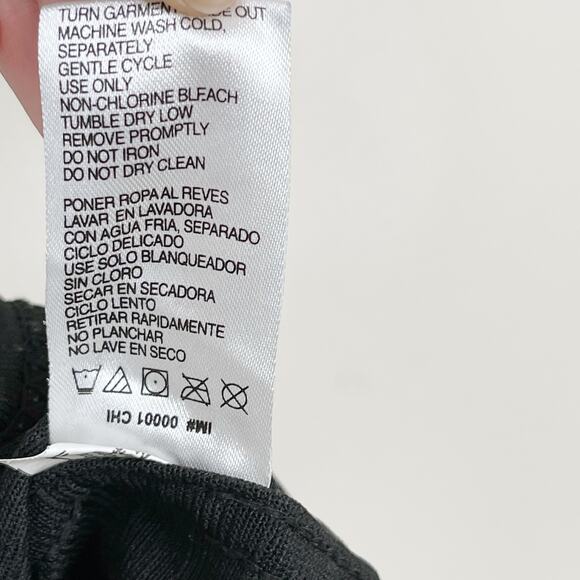 TURN GARMENT OUT
MACHINE WASH COLD,
SEPARATELY
GENTLE CYCLE
USE ONLY
NON-CHLORINE BLEACH
TUMBLE DRY LOW
REMOVE PROMPTLY
DO NOT IRON
DO NOT DRY CLEAN
PONER ROPA AL REVES
LAVAR EN LAVADORA
CON AGUA FRIA, SEPARADO
CICLO DELICADO
USE SOLO BLANQUEADOR
SIN CLORO
SECAR EN SECADORA
CICLO LENTO
RETIRAR RAPIDAMENTE
NO PLANCHAR
NO LAVE EN SECO
IM# 00001 CHI